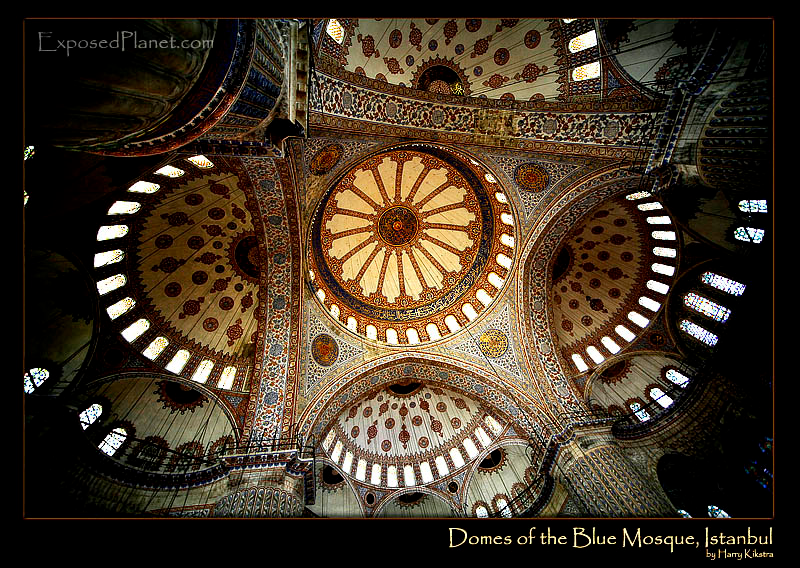 ExposedPlanet.com
Domes of the Blue Mosque, Istanbul
by Harry Kikstra